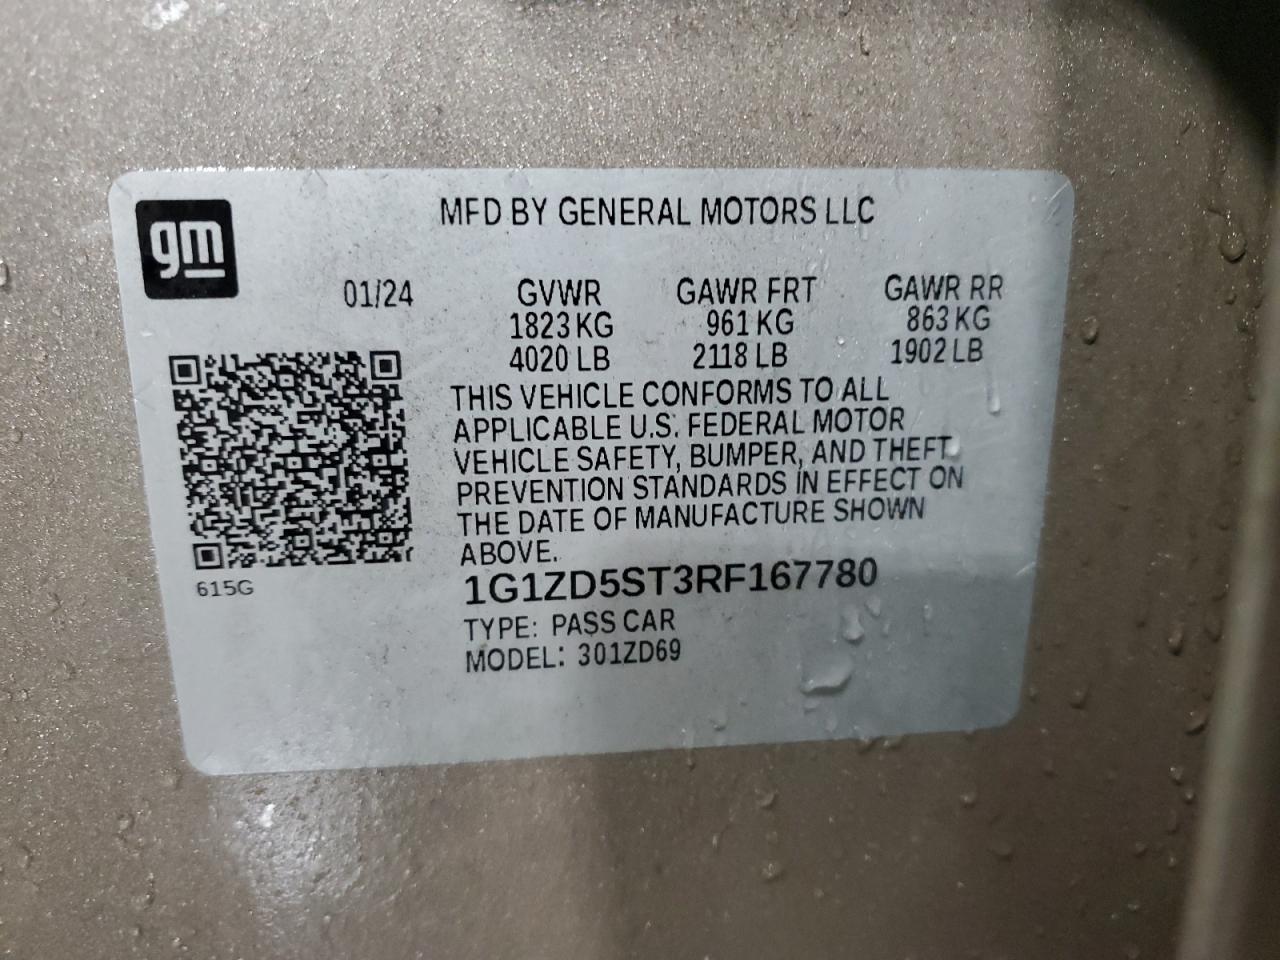 gm
MFD BY GENERAL MOTORS LLC
01/24 GVWR GAWR FRT GAWR RR
1823 KG 961 KG 863 KG
4020 LB 2118 LB 1902 LB
THIS VEHICLE CONFORMS TO ALL
APPLICABLE U.S. FEDERAL MOTOR
VEHICLE SAFETY, BUMPER, AND THEFT
PREVENTION STANDARDS IN EFFECT ON
THE DATE OF MANUFACTURE SHOWN
ABOVE.
615G
1G1ZD5ST3RF167780
TYPE: PASS CAR
MODEL: 301ZD69